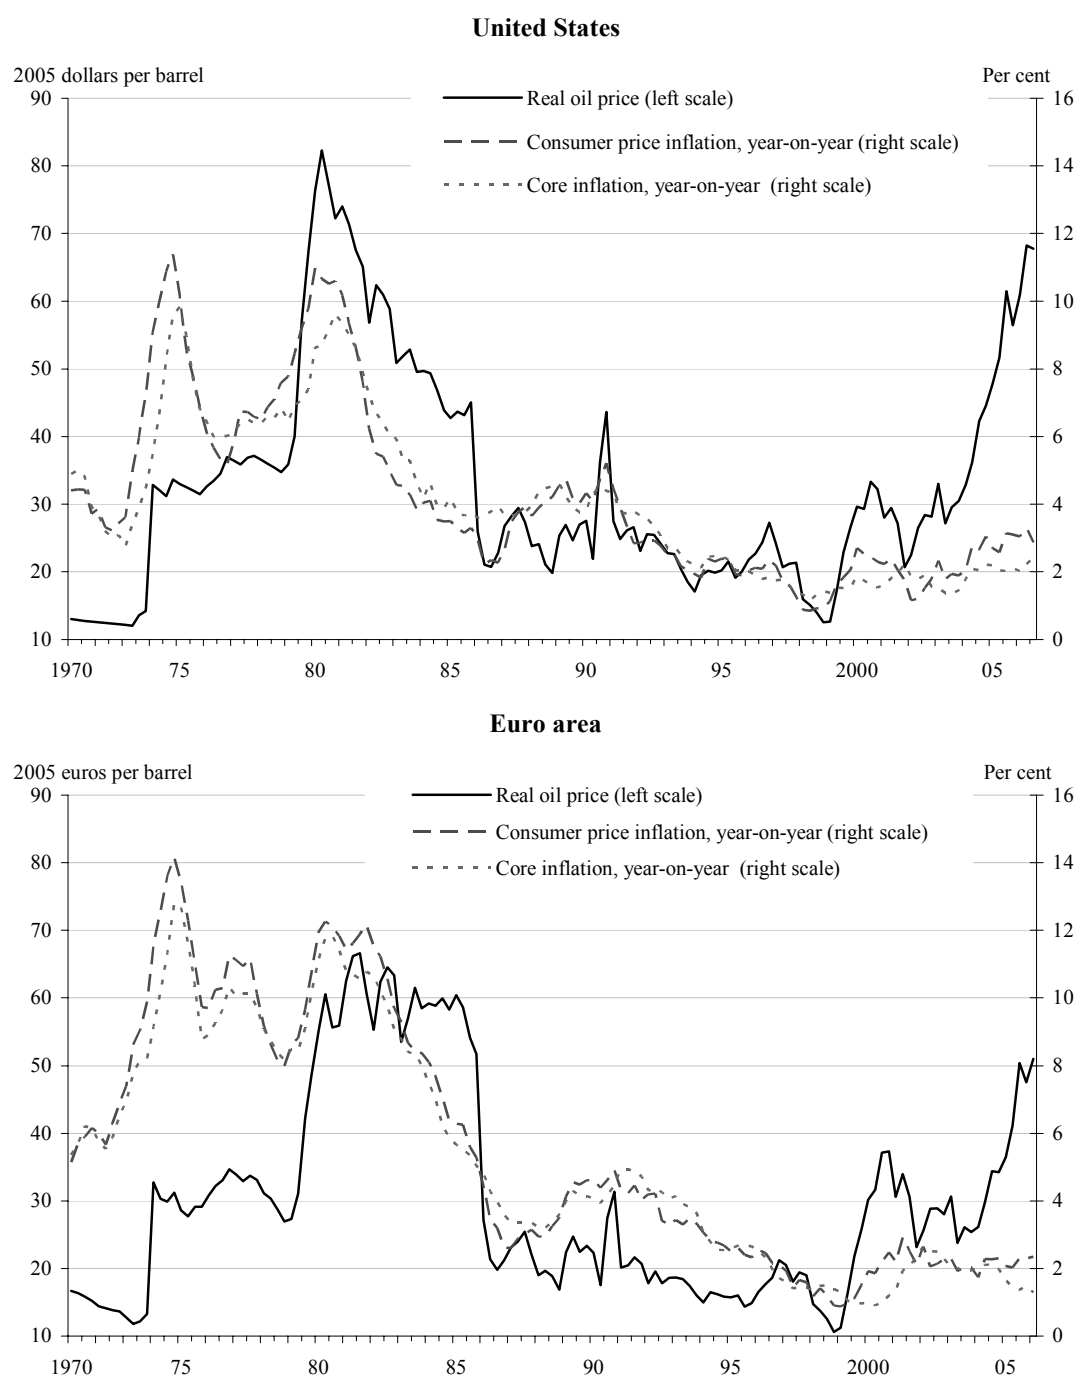 United States
2005 dollars per barrel
Per cent
90
16
Real oil price (left scale)
Consumer price inflation, year-on-year (right scale)
80
14
Core inflation, year-on-year (right scale)
70
12
60
10
50
8
40
6
30
4
20
2
10
0
1970 75 80 85 90 95 2000 05
Euro area
2005 euros per barrel
Per cent
90
16
Real oil price (left scale)
Consumer price inflation, year-on-year (right scale)
80
14
Core inflation, year-on-year (right scale)
70
12
60
10
50
8
40
6
30
4
20
2
10
0
1970 75 80 85 90 95 2000 05